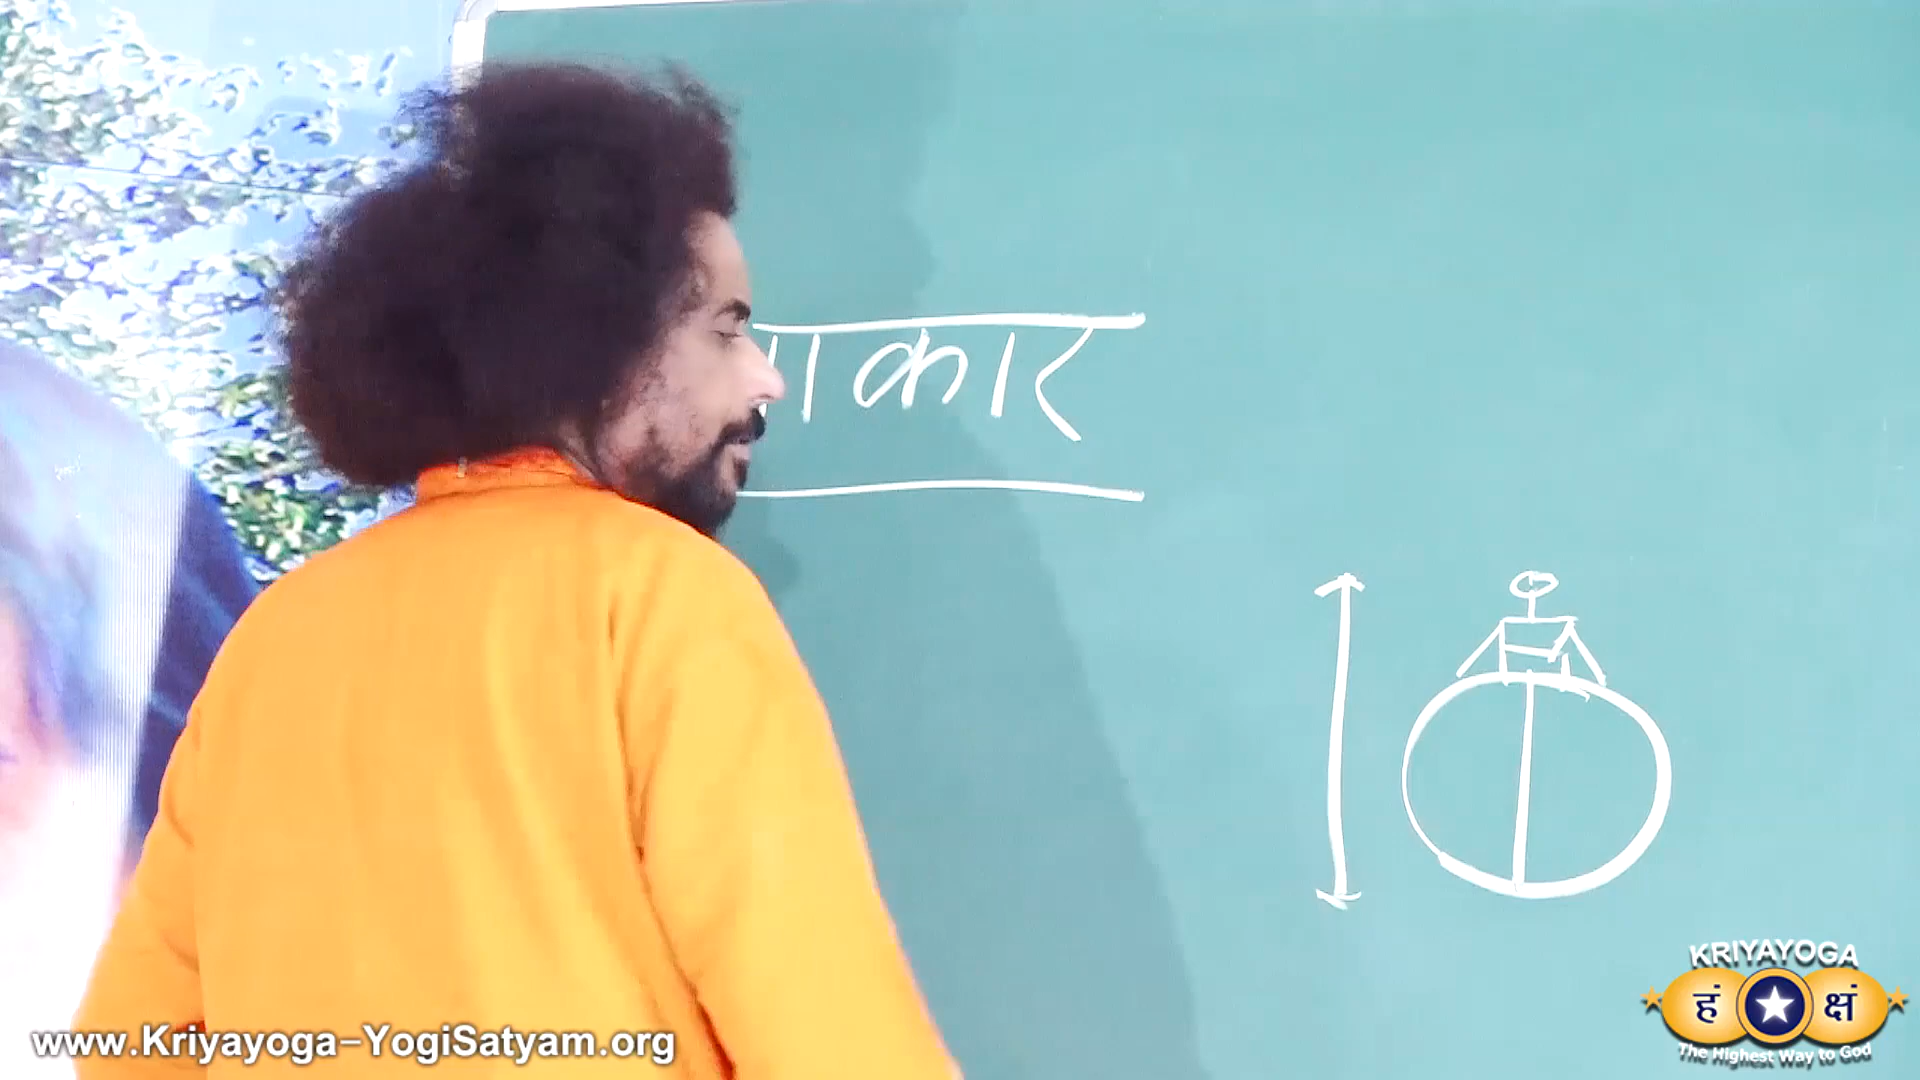 ाकार
www.Kriyayoga-YogiSatyam.org
KRIYAYOGA
हं क्षं
The Highest Way to God